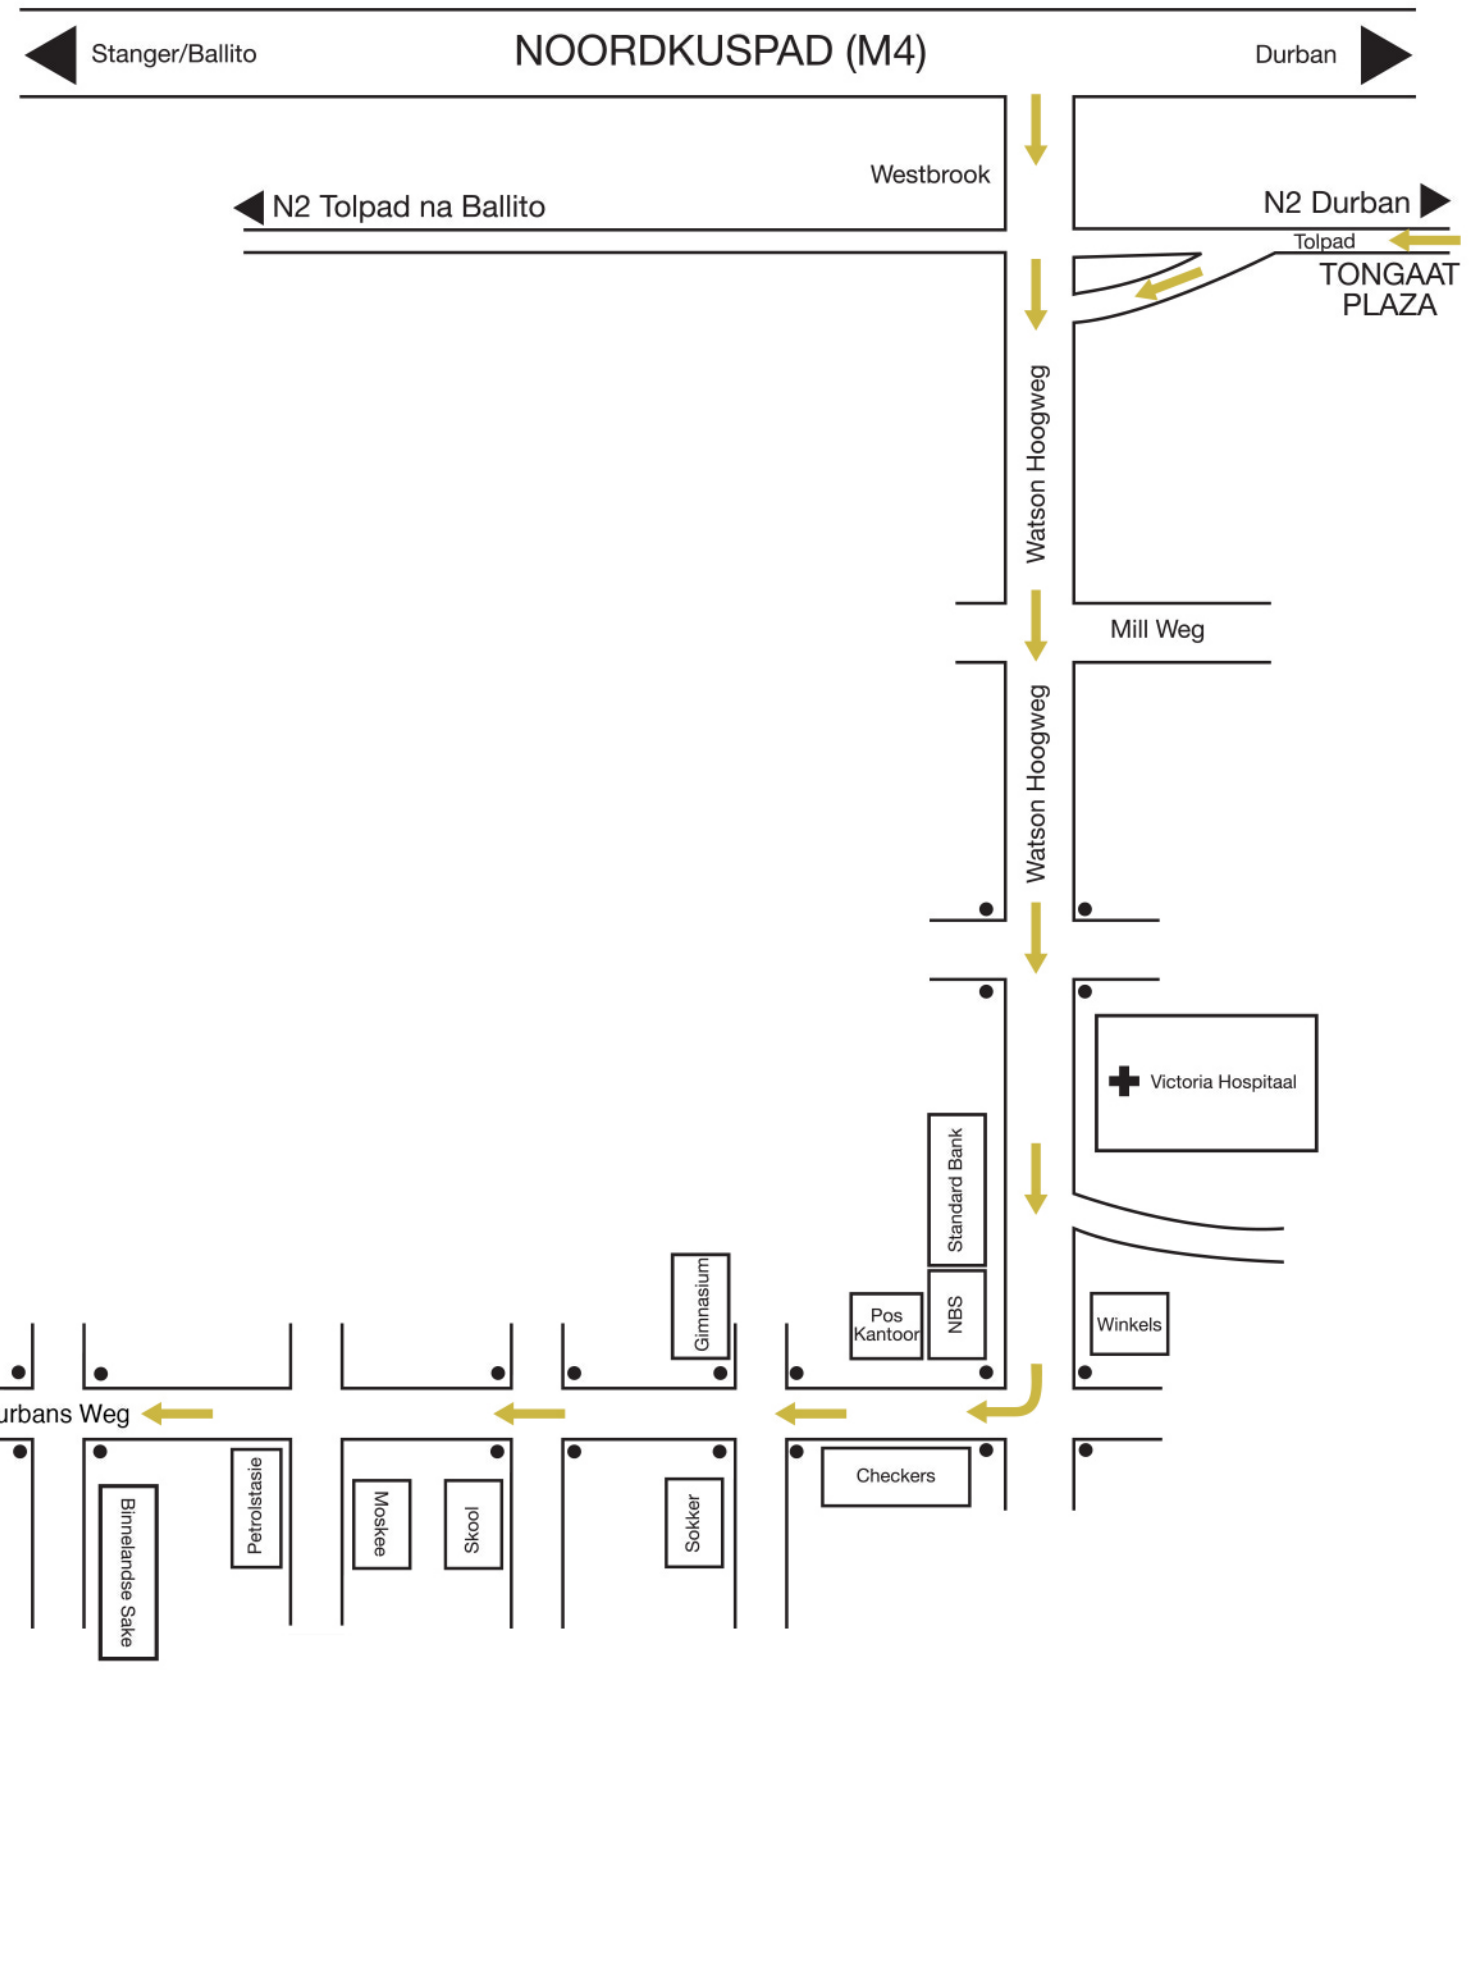 Stanger/Ballito
NOORDKUSPAD (M4)
Durban
Westbrook
N2 Tolpad na Ballito
N2 Durban
Tolpad
TONGAAT
PLAZA
Watson Hoogweg
Mill Weg
Watson Hoogweg
Victoria Hospitaal
Standard Bank
Gimnasium
Pos
Kantoor
NBS
Winkels
urbans Weg
Checkers
Petrolstasie
Binnelandse Sake
Moskee
Skool
Sokker